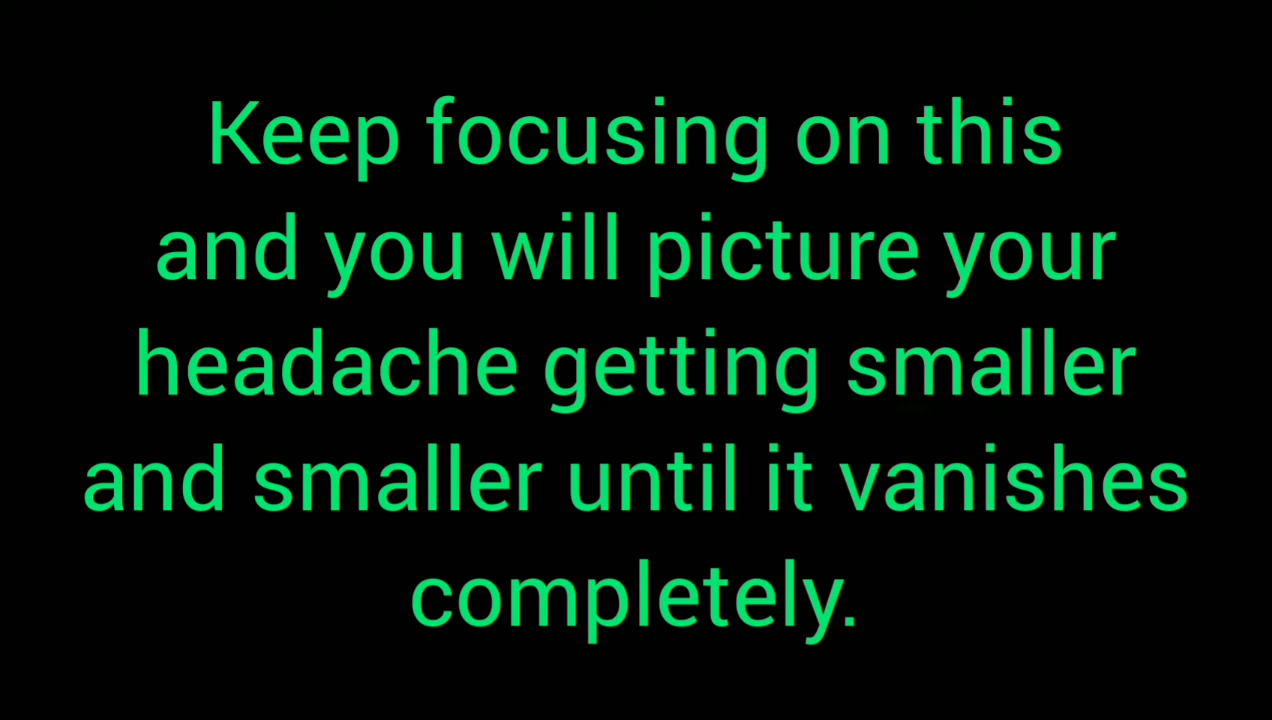 Keep focusing on this
and you will picture your
headache getting smaller
and smaller until it vanishes
completely.